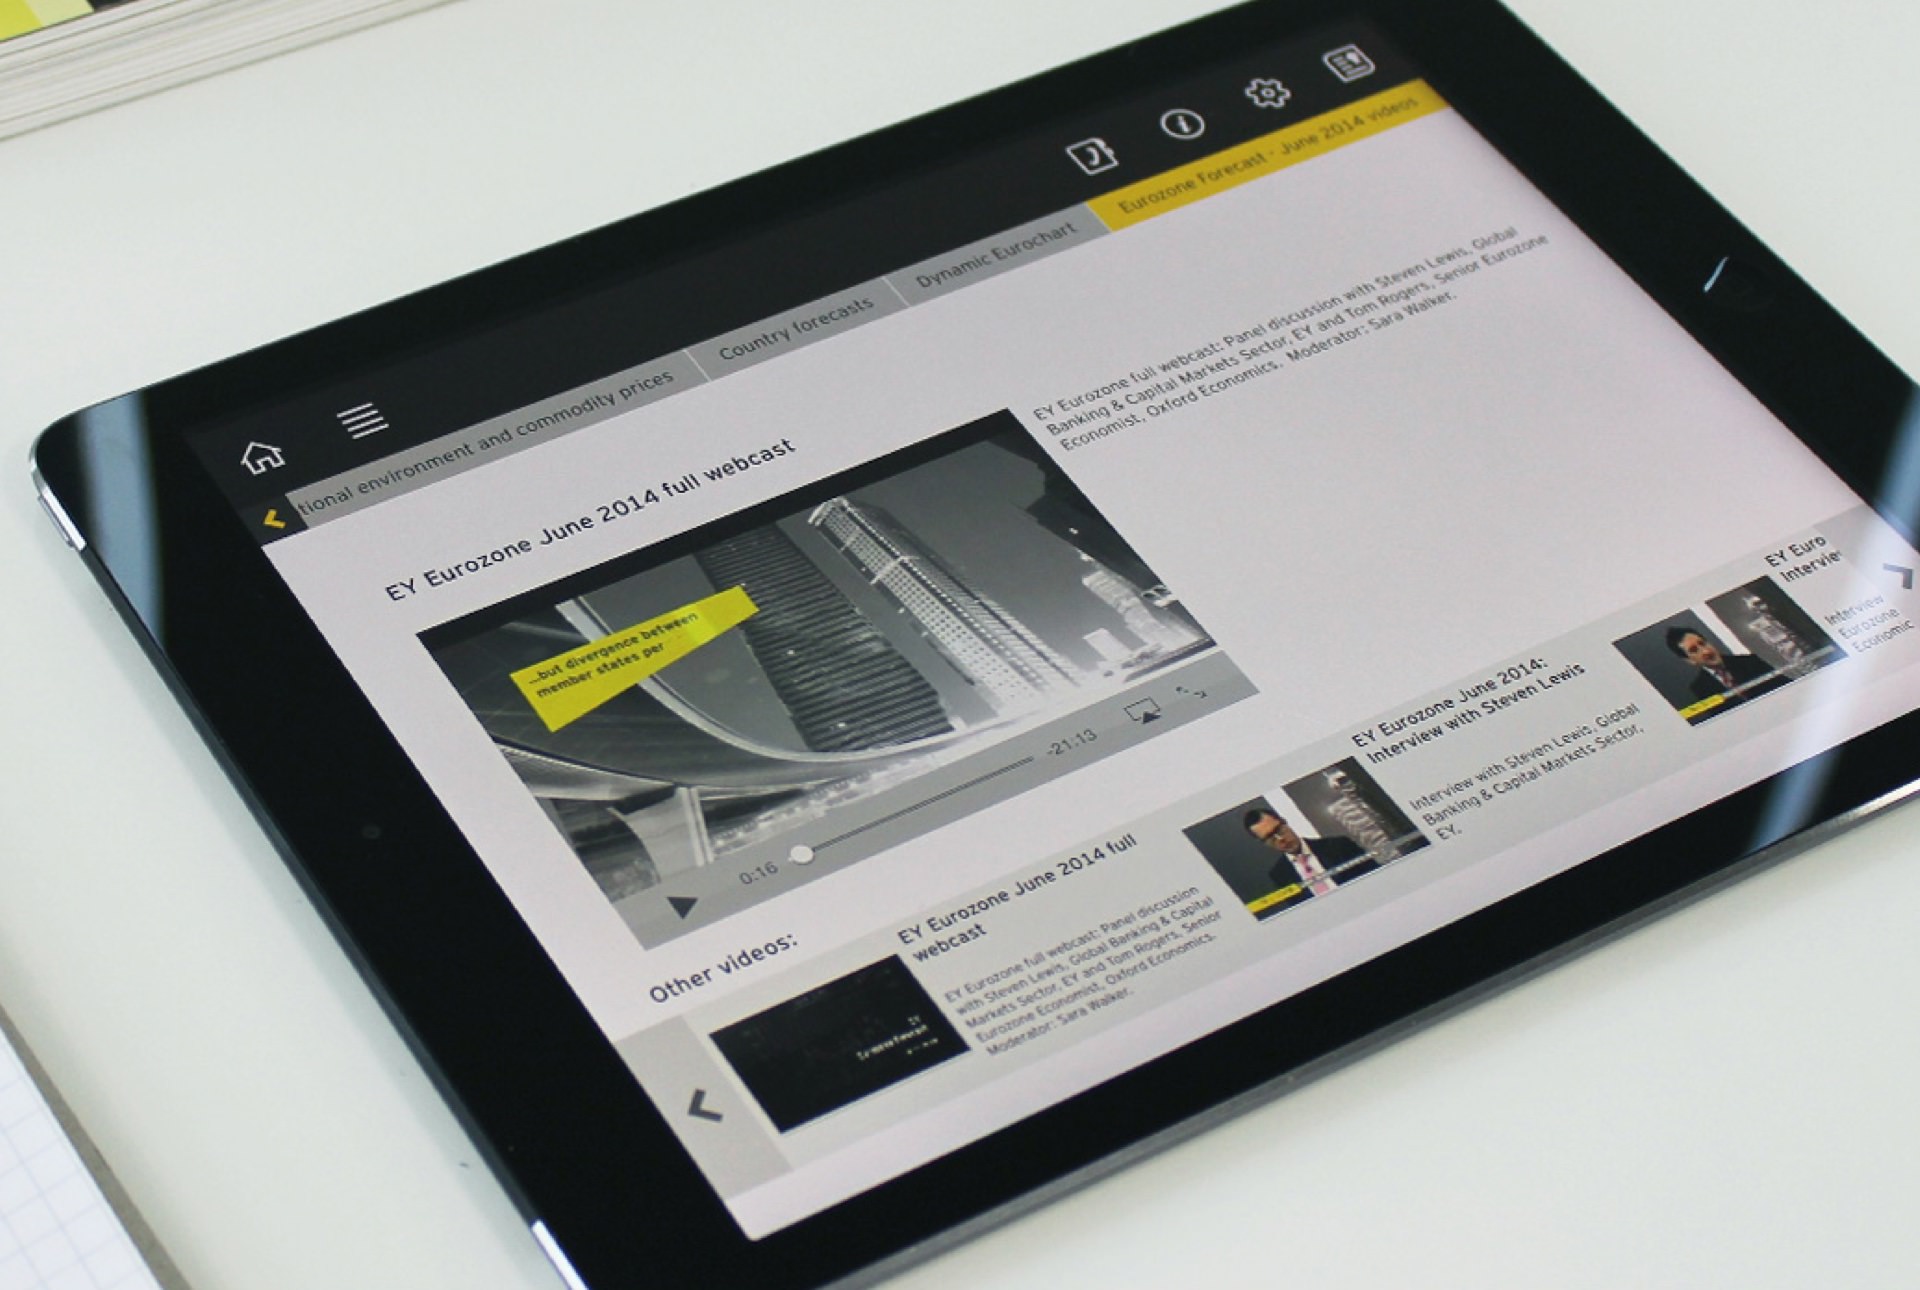 tional environment and commodity prices
Country forecasts
Dynamic Eurochart
Eurozone Forecast - June 2014 videos
EY Eurozone June 2014 full webcast
EY Eurozone full webcast: Panel discussion with Steven Lewis, Global
Banking & Capital Markets Sector, EY and Tom Rogers, Senior Eurozone
Economist, Oxford Economics. Moderator: Sara Walker.
...but divergence between
member states per
0:16
-21:13
Other videos:
EY Eurozone June 2014 full
webcast
EY Eurozone full webcast: Panel discussion
with Steven Lewis, Global Banking & Capital
Markets Sector, EY and Tom Rogers, Senior
Eurozone Economist, Oxford Economics.
Moderator: Sara Walker.
EY Eurozone June 2014:
Interview with Steven Lewis
Interview with Steven Lewis, Global
Banking & Capital Markets Sector,
EY.
EY Euro
Intervie
Interview
Eurozone
Economic